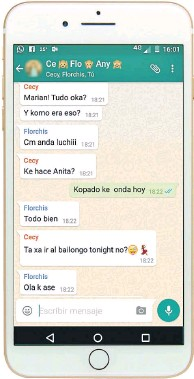 4G 16:01
Ce 🙈 Flo 🙊 Any 🙈
Cecy, Florchis, Tú
Cecy
Marian! Tudo oka? 18:21
Y komo era eso? 18:21
Florchis
Cm anda luchiii 18:21
Cecy
Ke hace Anita? 18:21
Kopado ke onda hoy 18:22
Florchis
Todo bien 18:22
Cecy
Ta xa ir al bailongo tonight no?😄💃
18:22
Florchis
Ola k ase 18:22
Escribir mensaje